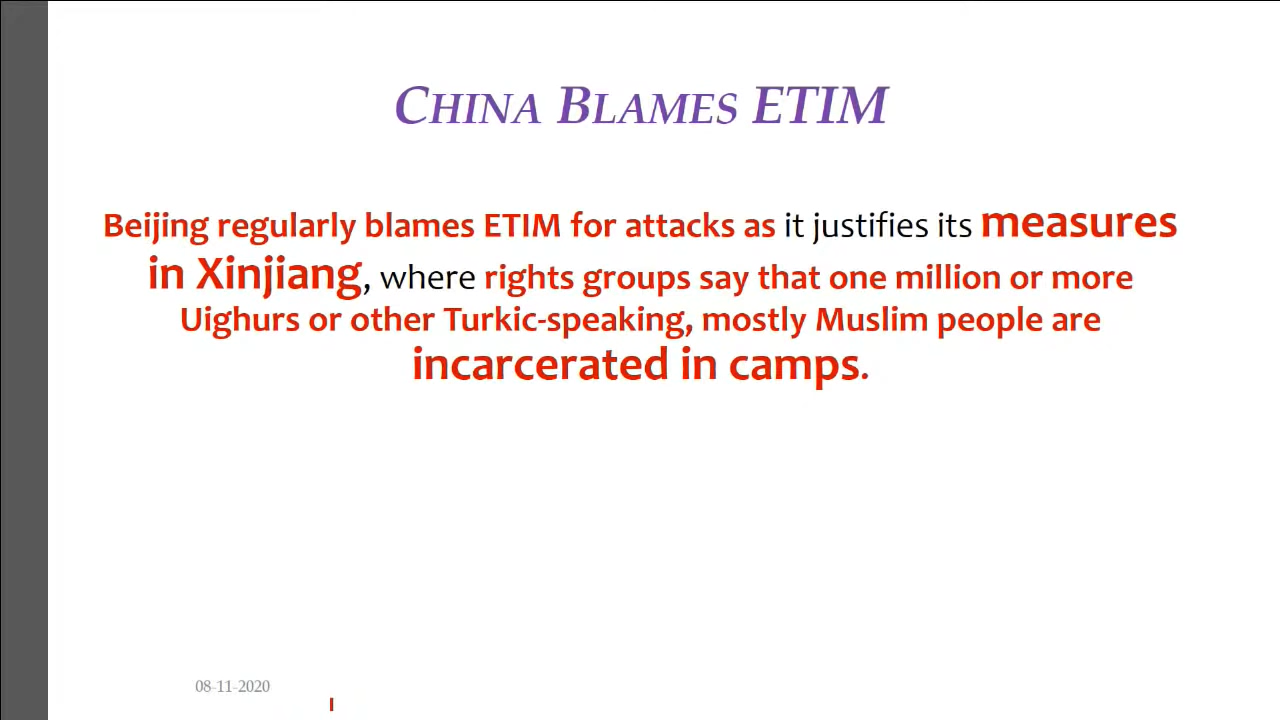 CHINA BLAMES ETIM
Beijing regularly blames ETIM for attacks as it justifies its measures
in Xinjiang, where rights groups say that one million or more
Uighurs or other Turkic-speaking, mostly Muslim people are
incarcerated in camps.
08-11-2020